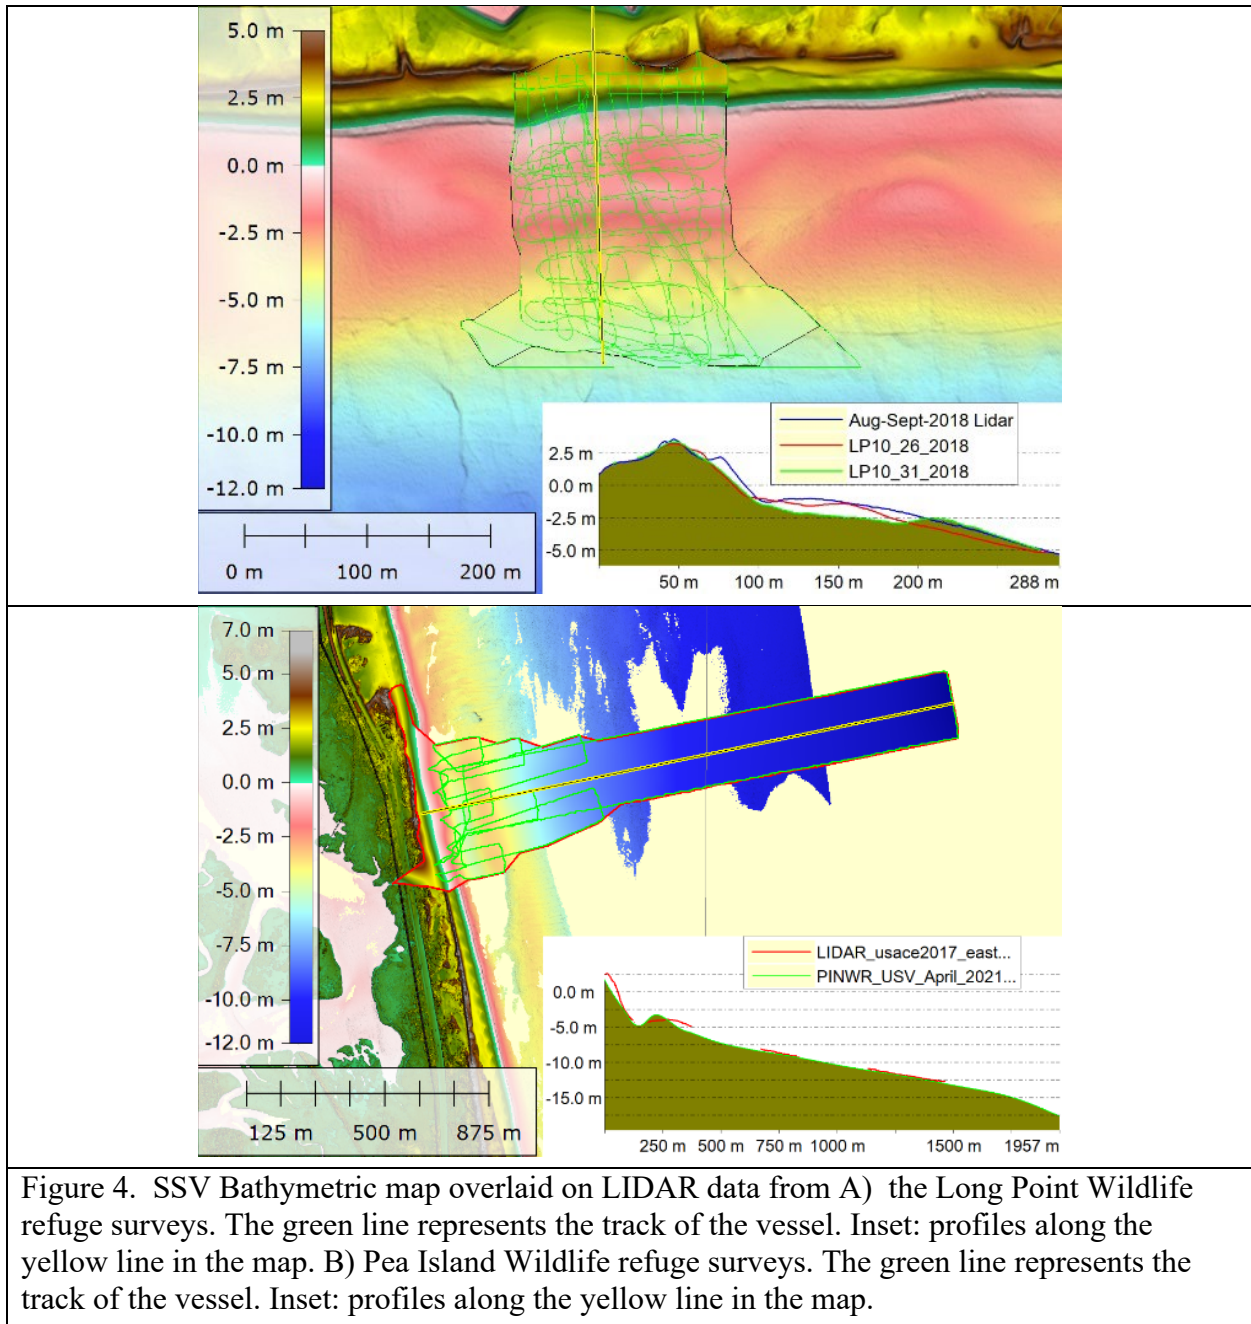 5.0 m
2.5 m
0.0 m
-2.5 m
-5.0 m
-7.5 m
-10.0 m
-12.0 m
0 m 100 m 200 m
Aug-Sept-2018 Lidar
LP10_26_2018
LP10_31_2018
2.5 m
0.0 m
-2.5 m
-5.0 m
50 m 100 m 150 m 200 m 288 m
7.0 m
5.0 m
2.5 m
0.0 m
-2.5 m
-5.0 m
-7.5 m
-10.0 m
-12.0 m
125 m 500 m 875 m
LIDAR_usace2017_east...
PINWR_USV_April_2021...
0.0 m
-5.0 m
-10.0 m
-15.0 m
250 m 500 m 750 m 1000 m 1500 m 1957 m
Figure 4. SSV Bathymetric map overlaid on LIDAR data from A) the Long Point Wildlife
refuge surveys. The green line represents the track of the vessel. Inset: profiles along the
yellow line in the map. B) Pea Island Wildlife refuge surveys. The green line represents the
track of the vessel. Inset: profiles along the yellow line in the map.